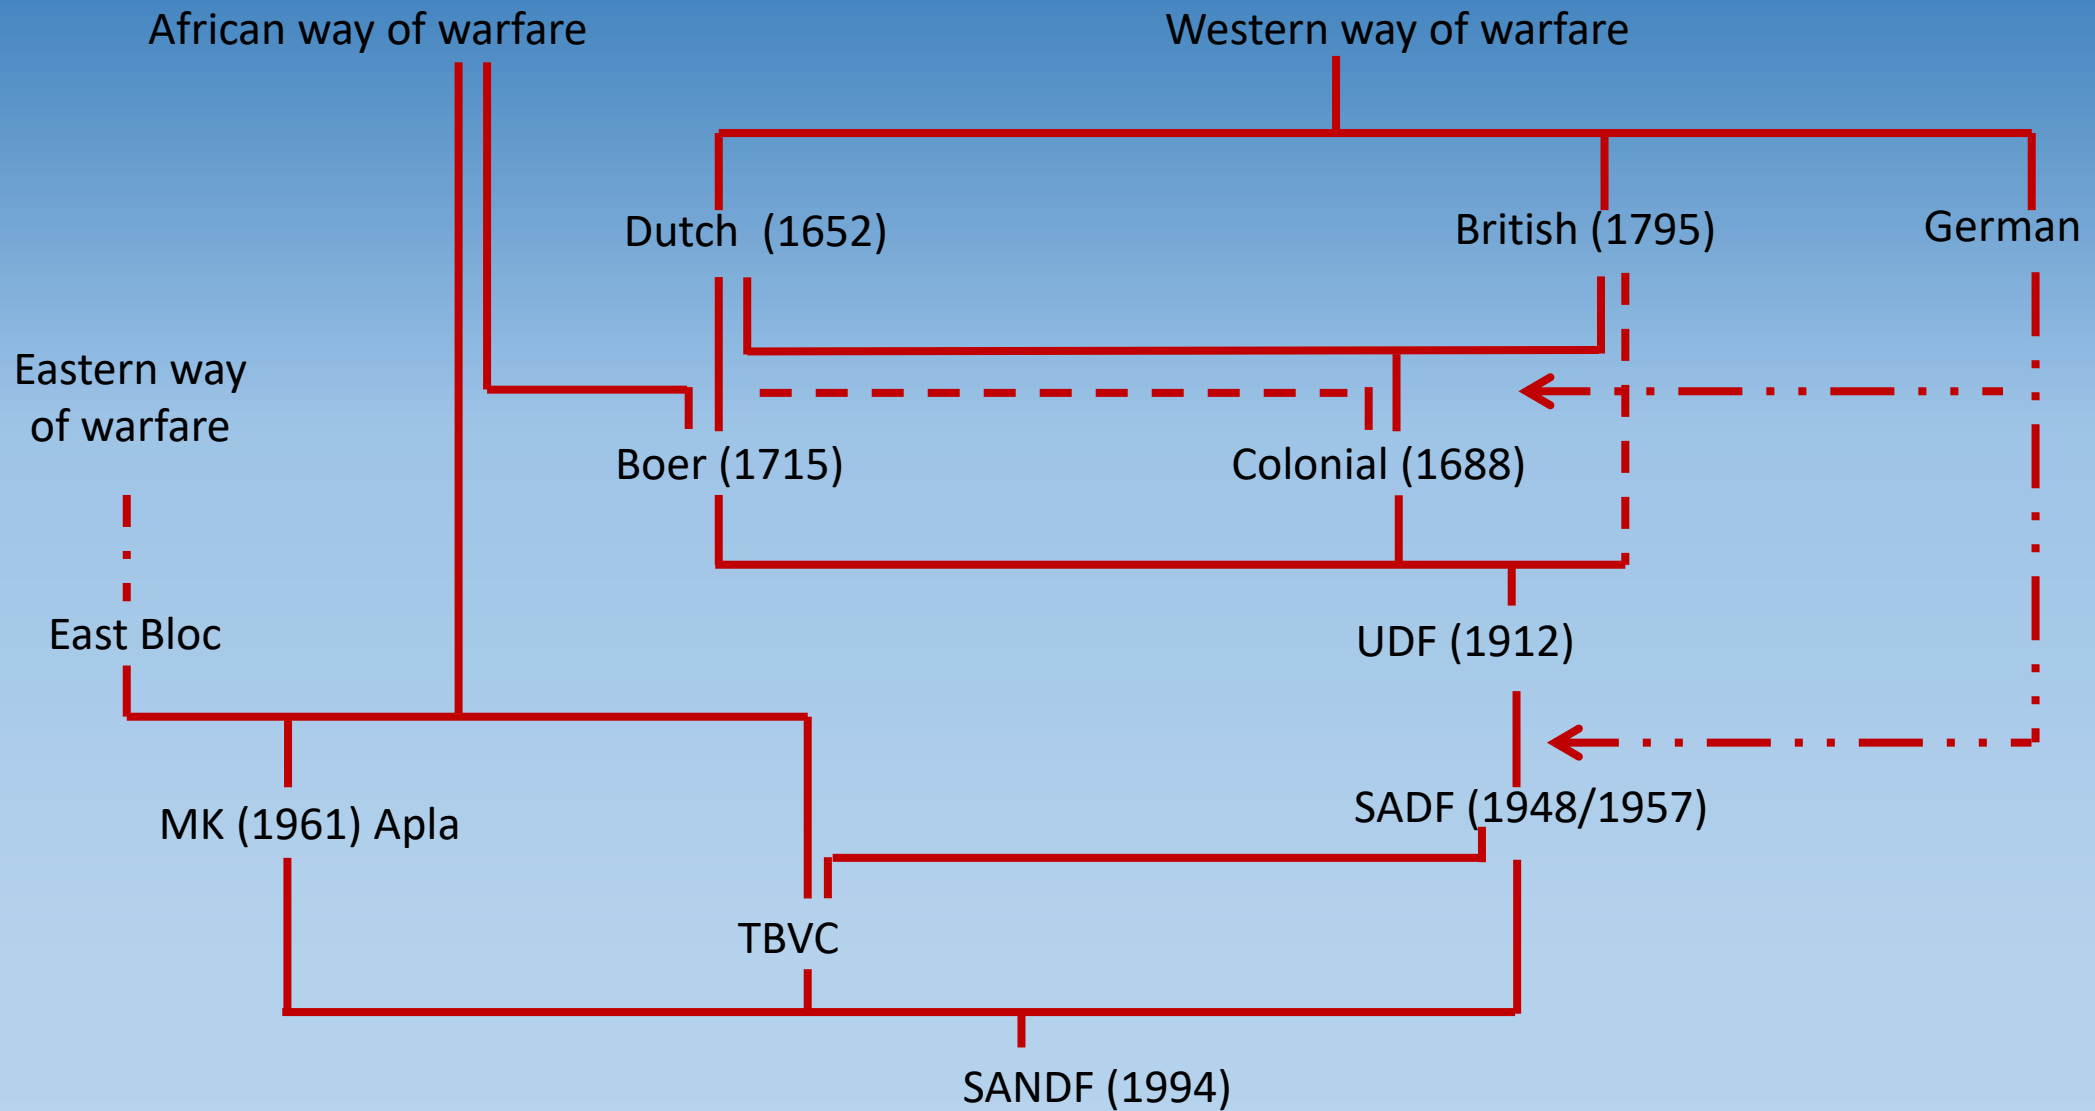 African way of warfare
Western way of warfare
Dutch (1652)
British (1795)
German
Eastern way
of warfare
Boer (1715)
Colonial (1688)
East Bloc
UDF (1912)
MK (1961) Apla
SADF (1948/1957)
TBVC
SANDF (1994)